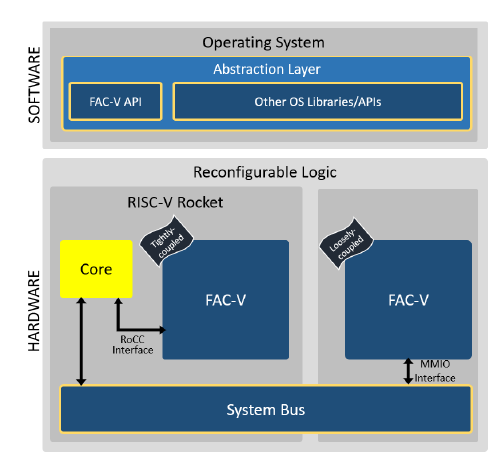 SOFTWARE
Operating System
Abstraction Layer
FAC-V API
Other OS Libraries/APIs
HARDWARE
Reconfigurable Logic
RISC-V Rocket
Tightly-
coupled
Loosely-
coupled
Core
FAC-V
FAC-V
RoCC
Interface
MMIO
Interface
System Bus